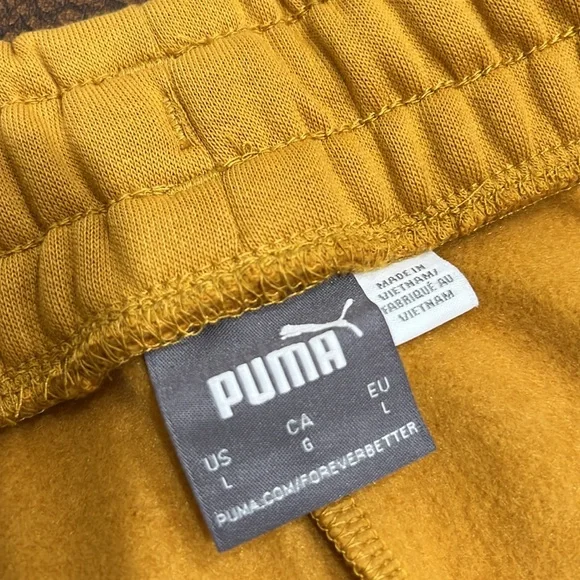 PUMA
US CA EU
L G L
PUMA.COM/FOREVERBETTER
MADE IN
VIETNAM/
FABRIQUÉ AU
VIETNAM